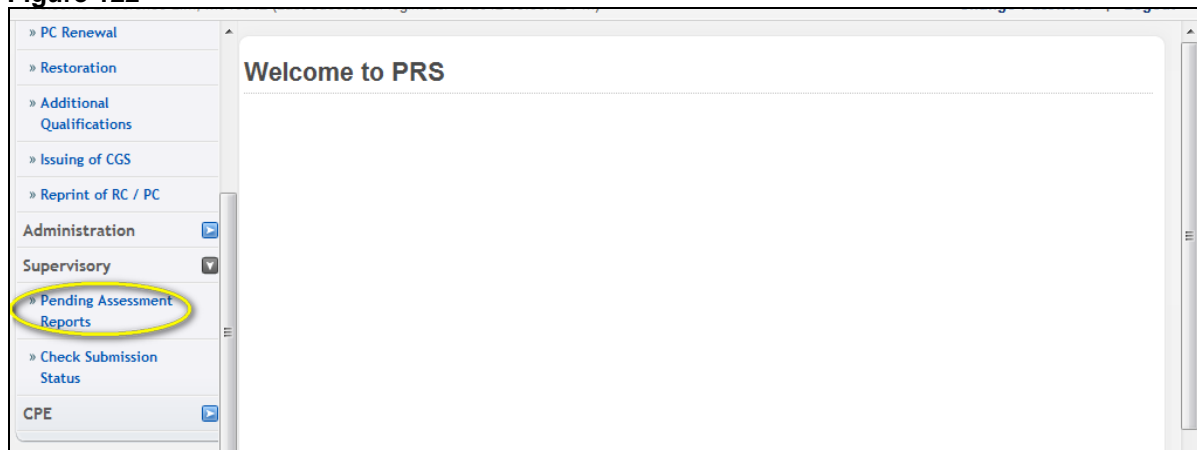 » PC Renewal
» Restoration
» Additional
Qualifications
» Issuing of CGS
» Reprint of RC / PC
Administration
Supervisory
» Pending Assessment
Reports
» Check Submission
Status
CPE
Welcome to PRS